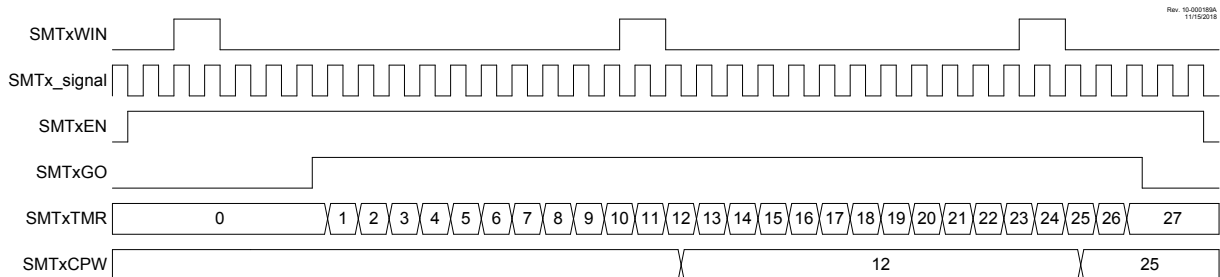 Rev. 10-000189A
11/15/2018
SMTxWIN
SMTx_signal
SMTxEN
SMTxGO
SMTxTMR 0 1 2 3 4 5 6 7 8 9 10 11 12 13 14 15 16 17 18 19 20 21 22 23 24 25 26 27
SMTxCPW 12 25